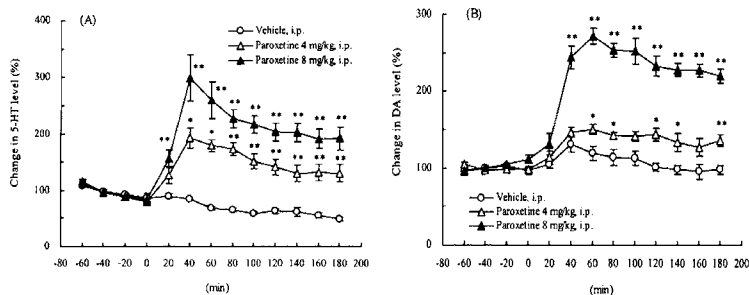 (A)
Vehicle, i.p.
Paroxetine 4 mg/kg, i.p.
Paroxetine 8 mg/kg, i.p.
Change in 5-HT level (%)
400
300
200
100
0
** ** ** ** ** ** ** ** **
* * ** ** ** ** ** **
-80 -60 -40 -20 0 20 40 60 80 100 120 140 160 180 200
(min)
(B)
Change in DA level (%)
300
250
200
150
100
50
0
** ** ** ** ** ** ** **
* * * * **
Vehicle, i.p.
Paroxetine 4 mg/kg, i.p.
Paroxetine 8 mg/kg, i.p.
-80 -60 -40 -20 0 20 40 60 80 100 120 140 160 180 200
(min)